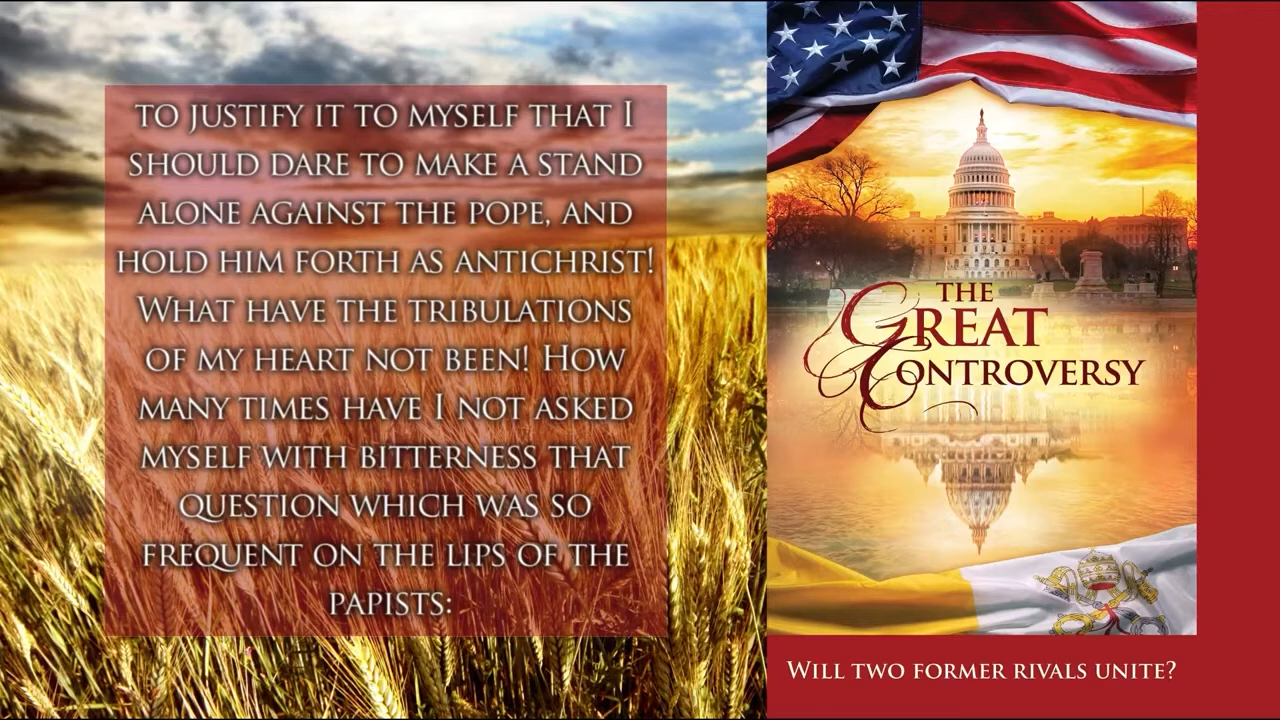 TO JUSTIFY IT TO MYSELF THAT I
SHOULD DARE TO MAKE A STAND
ALONE AGAINST THE POPE, AND
HOLD HIM FORTH AS ANTICHRIST!
WHAT HAVE THE TRIBULATIONS
OF MY HEART NOT BEEN! HOW
MANY TIMES HAVE I NOT ASKED
MYSELF WITH BITTERNESS THAT
QUESTION WHICH WAS SO
FREQUENT ON THE LIPS OF THE
PAPISTS:
THE
GREAT
CONTROVERSY
WILL TWO FORMER RIVALS UNITE?